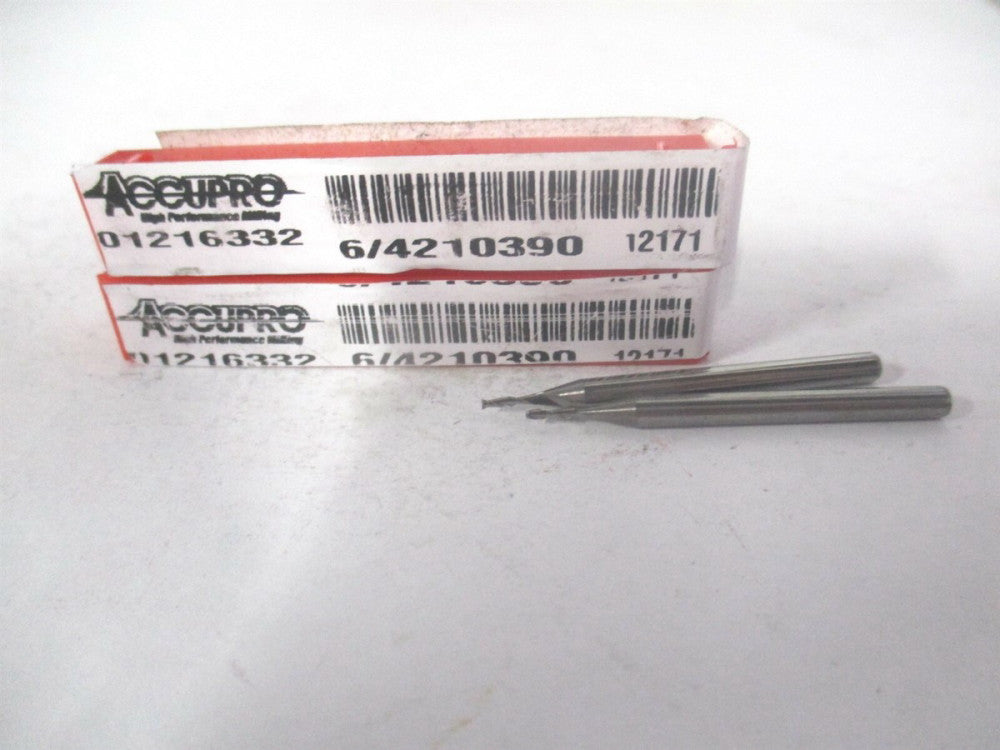 ACCUPRO
High Performance Milling
01216332 6/4210390 12171
ACCUPRO
High Performance Milling
01216332 6/4210390 12171